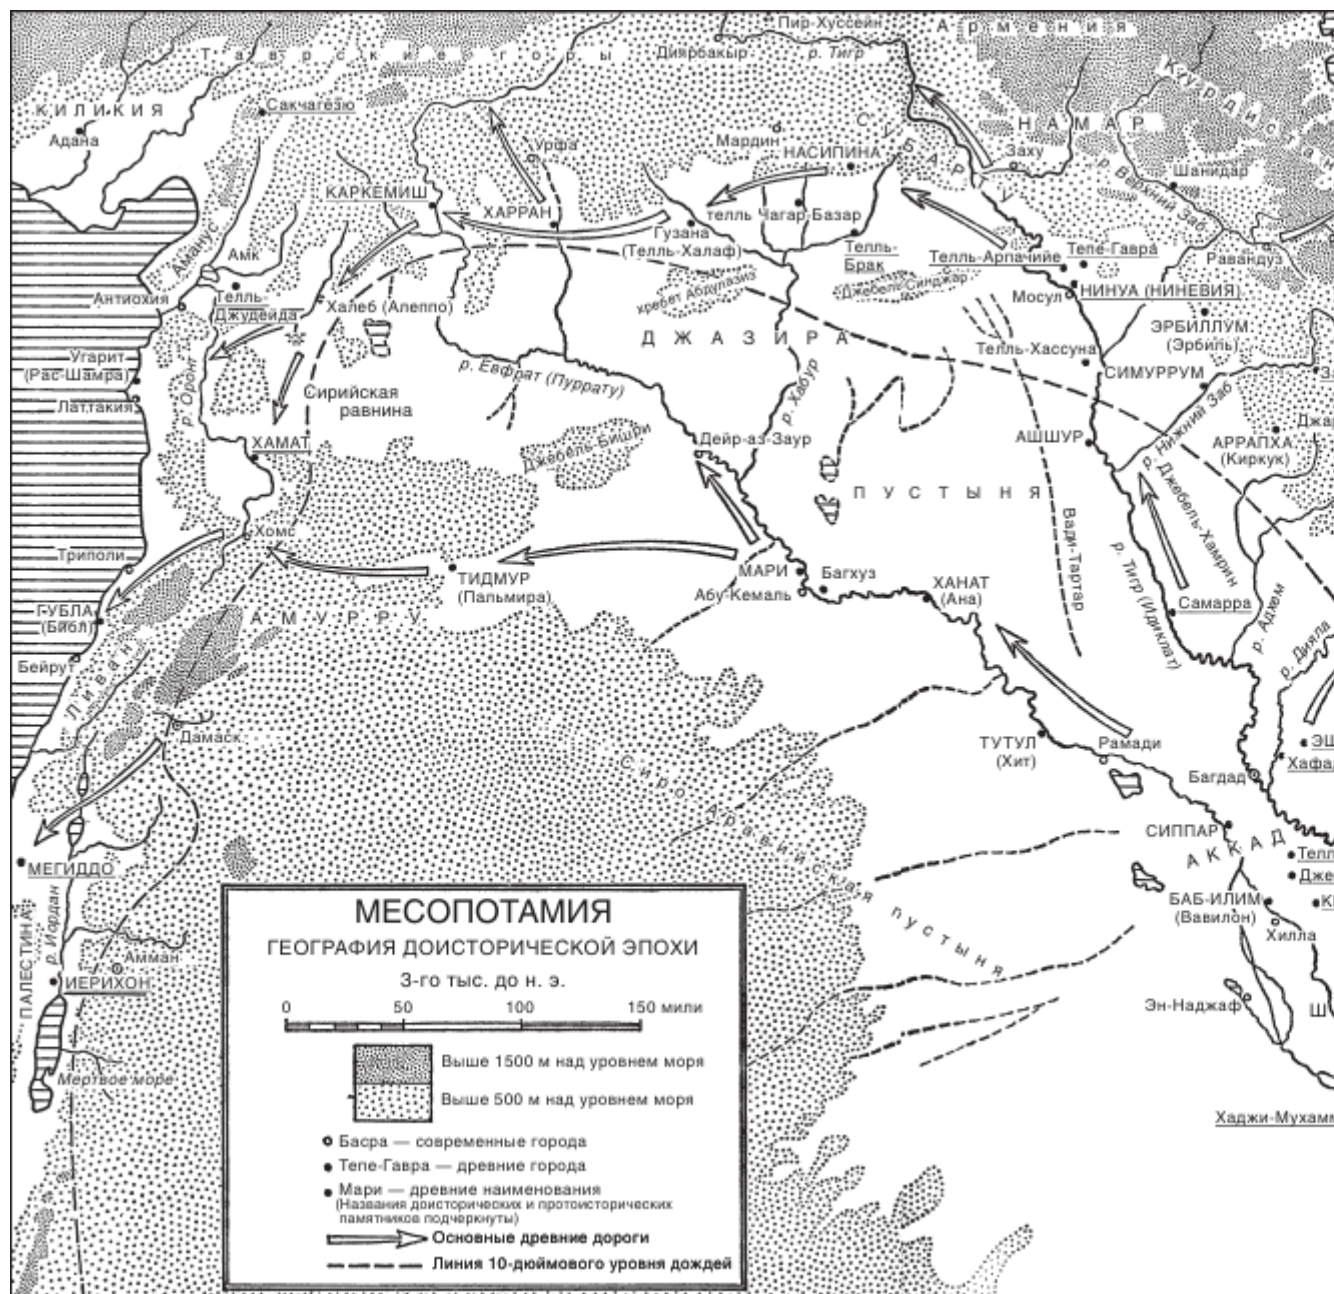 Пир-Хуссейн
Армения
Таврские горы
Диярбакыр
р. Тигр
Курдистан
КИЛИКИЯ
Сакчагёзю
Адана
НАМАР
СУБАРТУ
Мардин
Урфа
НАСИПИНА
Заху
Шанидар
р. Верхний Заб
КАРКЕМИШ
ХАРРАН
телль Чагар-Базар
Гузана
(Телль-Халаф)
Телль-
Брак
Тепе-Гавра
Телль-Арпачийе
Равандуз
Аманус
Амк
Антиохия
Телль-
Джудейда
Халеб (Алеппо)
хребет Абдулазиз
Джебель-Синджар
Мосул
НИНУА (НИНЕВИЯ)
ЭРБИЛЛУМ
(Эрбиль)
ДЖАЗИРА
Угарит
(Рас-Шамра)
р. Оронт
р. Евфрат (Пуррату)
Телль-Хассуна
СИМУРРУМ
Сирийская
равнина
Латтакия
р. Хабур
р. Нижний Заб
АРРАПХА
(Киркук)
ХАМАТ
Джебель-Бишри
Дейр-аз-Заур
АШШУР
Джебель-Хамрин
ПУСТЫНЯ
Вади-Тартар
Хомс
Триполи
ТИДМУР
(Пальмира)
МАРИ
Багхуз
Абу-Кемаль
ХАНАТ
(Ана)
р. Тигр (Идиклат)
Самарра
р. Адхем
р. Дияла
ГУБЛА
(Библ)
АМУРРУ
Бейрут
Ливан
Дамаск
ТУТУЛ
(Хит)
Рамади
Багдад
ЭШ
Хафад
Сиро-Аравийская пустыня
СИППАР
АККАД
Телл
Дже
МЕГИДДО
БАБ-ИЛИМ
(Вавилон)
Хилла
ПАЛЕСТИНА
р. Иордан
Амман
ИЕРИХОН
Эн-Наджаф
Ш
Мертвое море
Хаджи-Мухамм
МЕСОПОТАМИЯ
ГЕОГРАФИЯ ДОИСТОРИЧЕСКОЙ ЭПОХИ
3-го тыс. до н. э.
0 50 100 150 мили
Выше 1500 м над уровнем моря
Выше 500 м над уровнем моря
Басра — современные города
Тепе-Гавра — древние города
Мари — древние наименования
(Названия доисторических и протоисторических
памятников подчеркнуты)
Основные древние дороги
Линия 10-дюймового уровня дождей